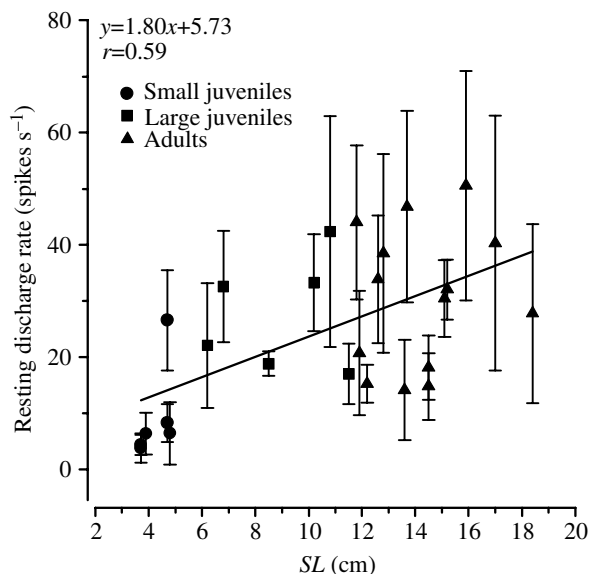 y=1.80x+5.73
r=0.59
Small juveniles
Large juveniles
Adults
Resting discharge rate (spikes s⁻¹)
80
60
40
20
0
2 4 6 8 10 12 14 16 18 20
SL (cm)